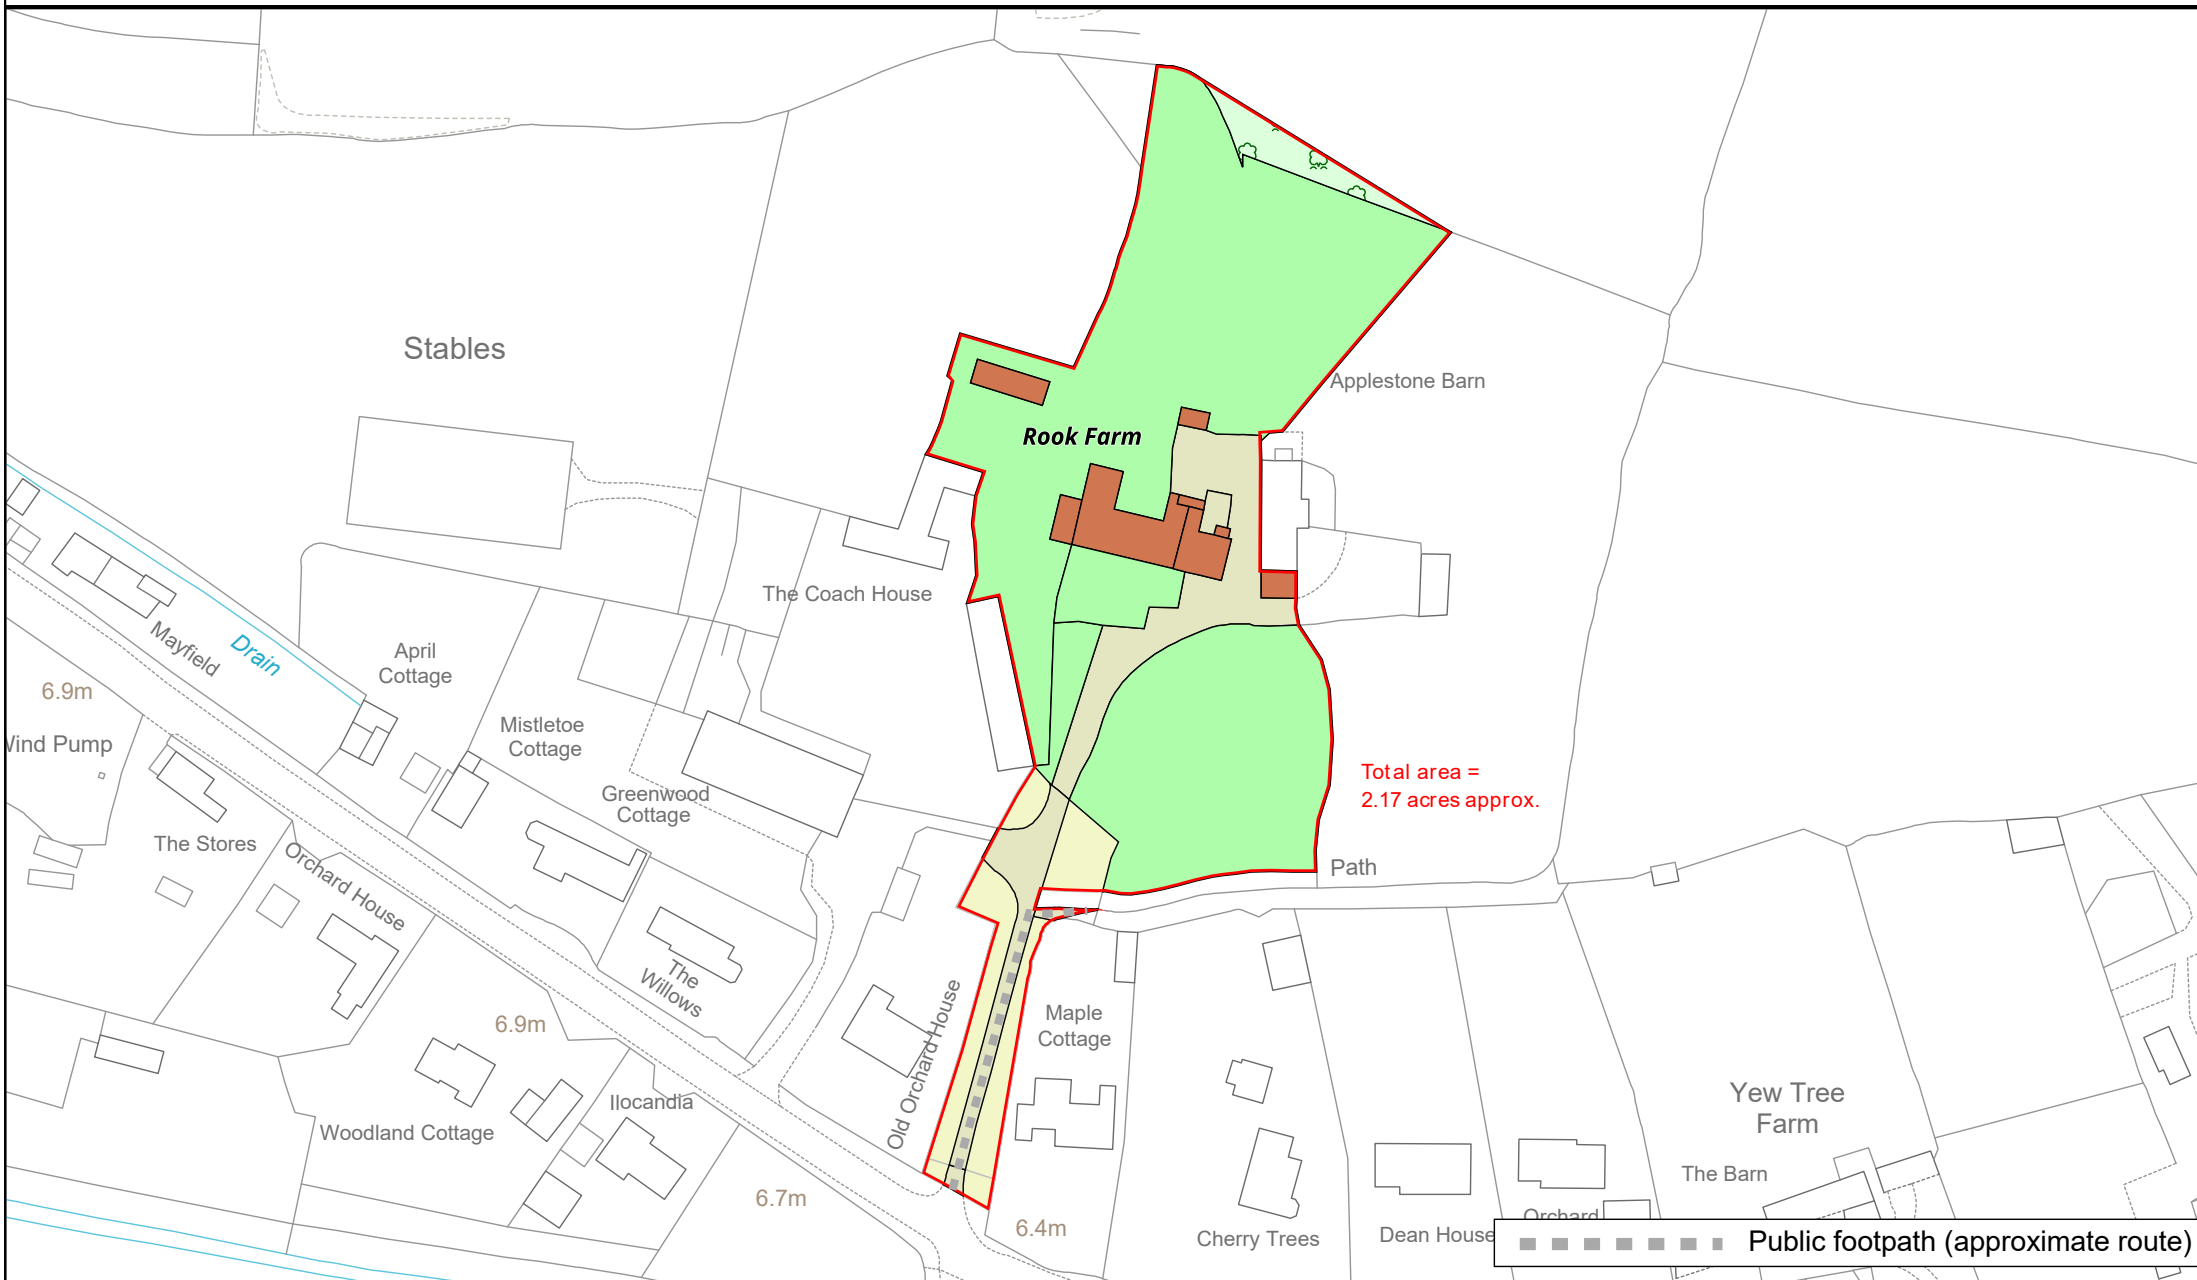 Stables
Applestone Barn
Rook Farm
The Coach House
Mayfield
Drain
April
Cottage
6.9m
Mistletoe
Cottage
Wind Pump
Total area =
2.17 acres approx.
Greenwood
Cottage
The Stores
Orchard House
Path
The
Willows
Old Orchard House
Maple
Cottage
6.9m
Ilocandia
Yew Tree
Farm
Woodland Cottage
The Barn
6.7m
6.4m
Cherry Trees
Dean House
Orchard
Public footpath (approximate route)